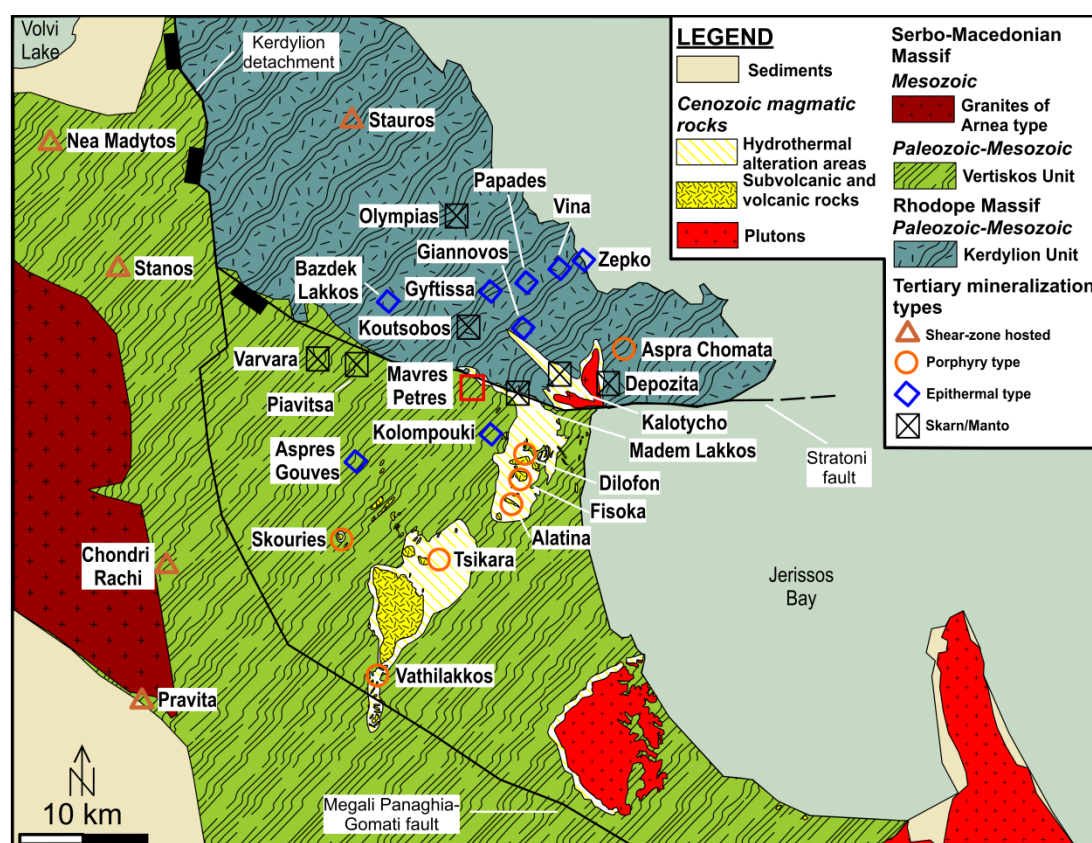 Volvi
Lake
Kerdylion
detachment
Nea Madytos
Stauros
Papades
Vina
Olympias
Giannovos
Zepko
Stanos
Bazdek
Lakkos
Gyftissa
Koutsobos
Aspra Chomata
Varvara
Mavres
Petres
Depozita
Piavitsa
Kalotycho
Kolompouki
Madem Lakkos
Aspres
Gouves
Stratoni
fault
Dilofon
Fisoka
Skouries
Alatina
Chondri
Rachi
Tsikara
Jerissos
Bay
Vathilakkos
Pravita
N
10 km
Megali Panaghia-
Gomati fault
LEGEND
Sediments
Cenozoic magmatic
rocks
Hydrothermal
alteration areas
Subvolcanic and
volcanic rocks
Plutons
Serbo-Macedonian
Massif
Mesozoic
Granites of
Arnea type
Paleozoic-Mesozoic
Vertiskos Unit
Rhodope Massif
Paleozoic-Mesozoic
Kerdylion Unit
Tertiary mineralization
types
Shear-zone hosted
Porphyry type
Epithermal type
Skarn/Manto